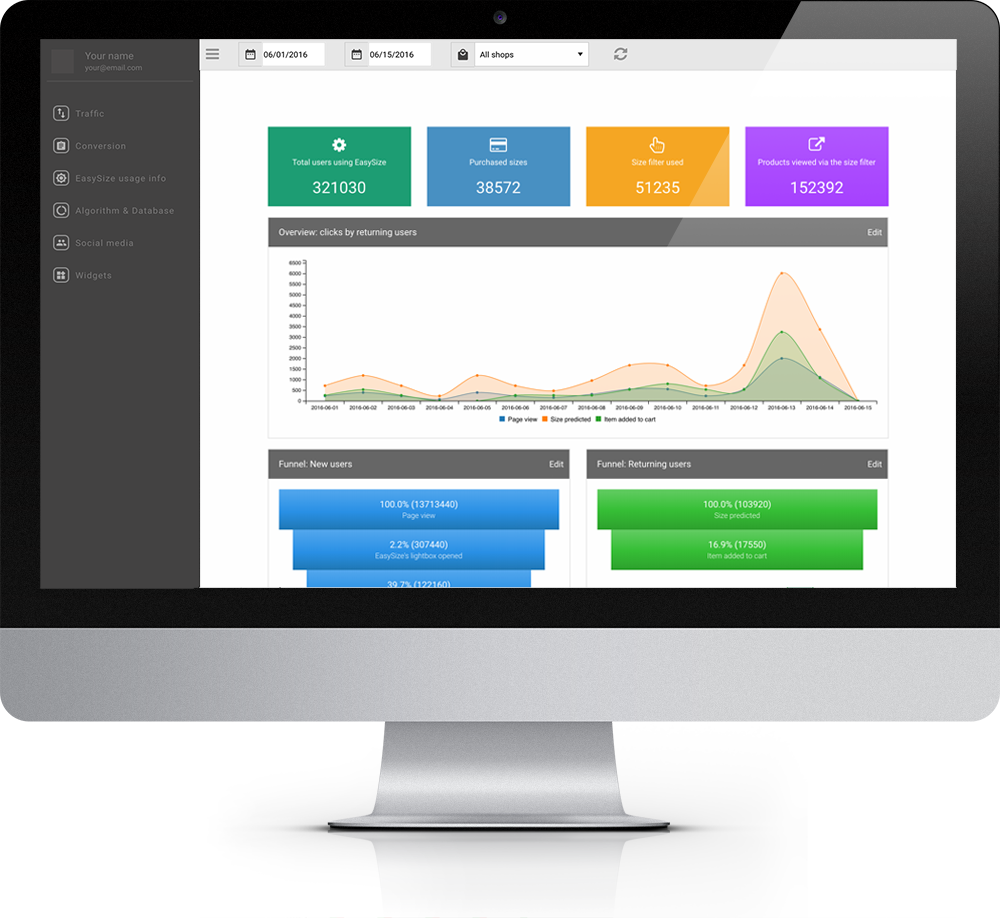 Your name
your@email.com
Traffic
Conversion
EasySize usage info
Algorithm & Database
Social media
Widgets
06/01/2016
06/15/2016
All shops
Total users using EasySize
321030
Purchased sizes
38572
Size filter used
51235
Products viewed via the size filter
152392
Overview: clicks by returning users
Edit
6500
6000
5500
5000
4500
4000
3500
3000
2500
2000
1500
1000
500
0
2016-06-01 2016-06-02 2016-06-03 2016-06-04 2016-06-05 2016-06-06 2016-06-07 2016-06-08 2016-06-09 2016-06-10 2016-06-11 2016-06-12 2016-06-13 2016-06-14 2016-06-15
Page view Size predicted Item added to cart
Funnel: New users
Edit
100.0% (13713440)
Page view
2.2% (307440)
EasySize's lightbox opened
39.7% (122160)
Funnel: Returning users
Edit
100.0% (103920)
Size predicted
16.9% (17550)
Item added to cart